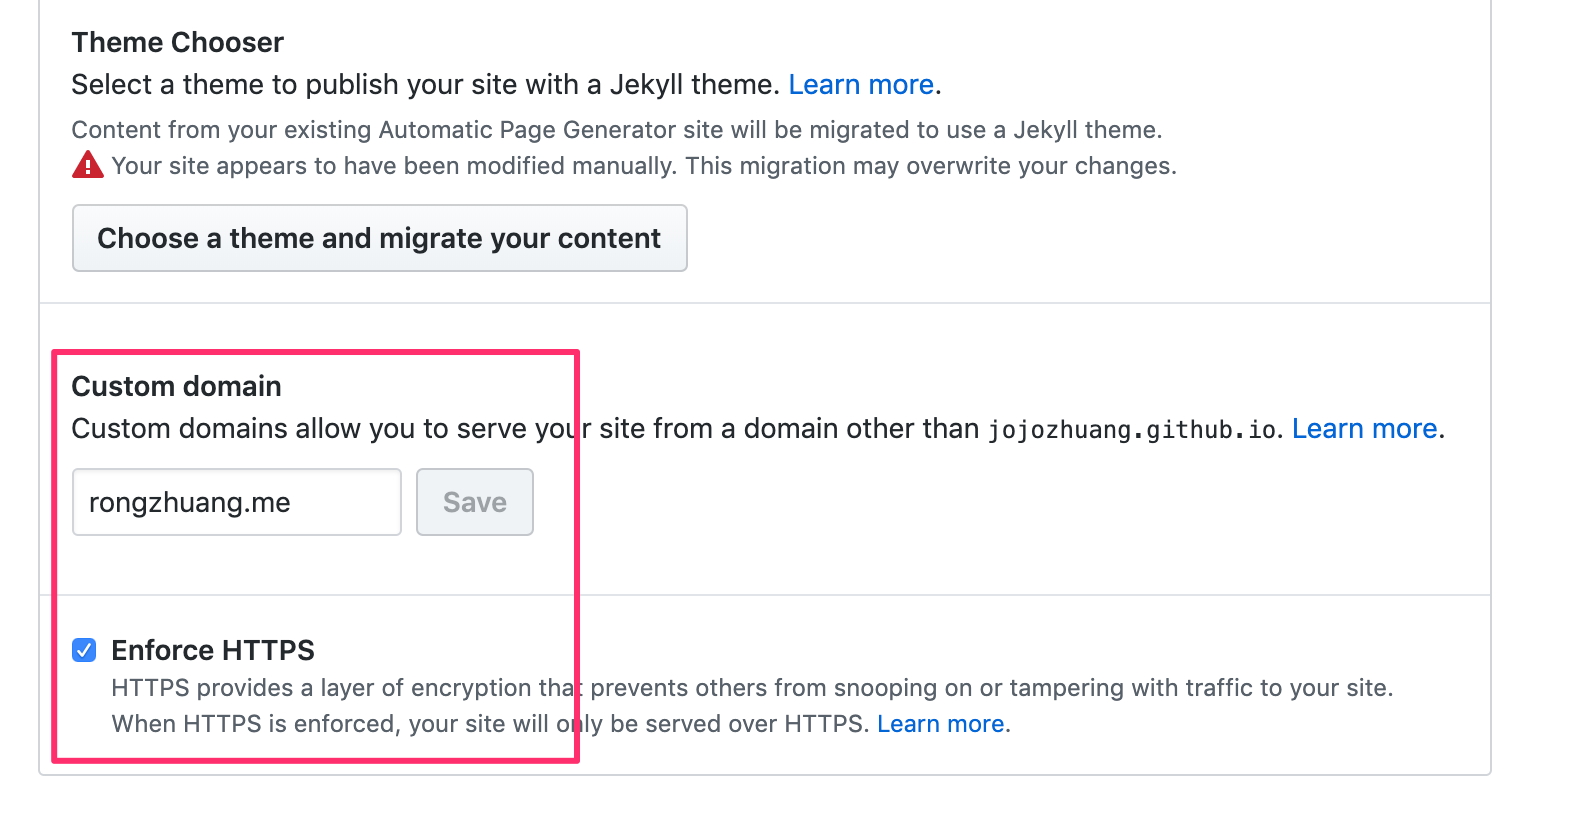 Theme Chooser
Select a theme to publish your site with a Jekyll theme. Learn more.
Content from your existing Automatic Page Generator site will be migrated to use a Jekyll theme.
Your site appears to have been modified manually. This migration may overwrite your changes.
Choose a theme and migrate your content
Custom domain
Custom domains allow you to serve your site from a domain other than jojozhuang.github.io. Learn more.
rongzhuang.me Save
Enforce HTTPS
HTTPS provides a layer of encryption that prevents others from snooping on or tampering with traffic to your site.
When HTTPS is enforced, your site will only be served over HTTPS. Learn more.